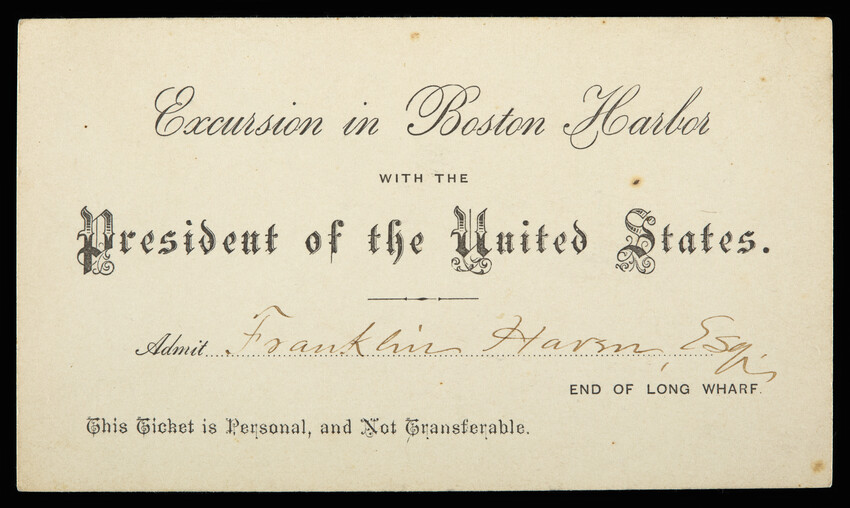 Excursion in Boston Harbor
WITH THE
President of the United States.
Admit Franklin Haven, Esq.
END OF LONG WHARF.
This Ticket is Personal, and Not Transferable.